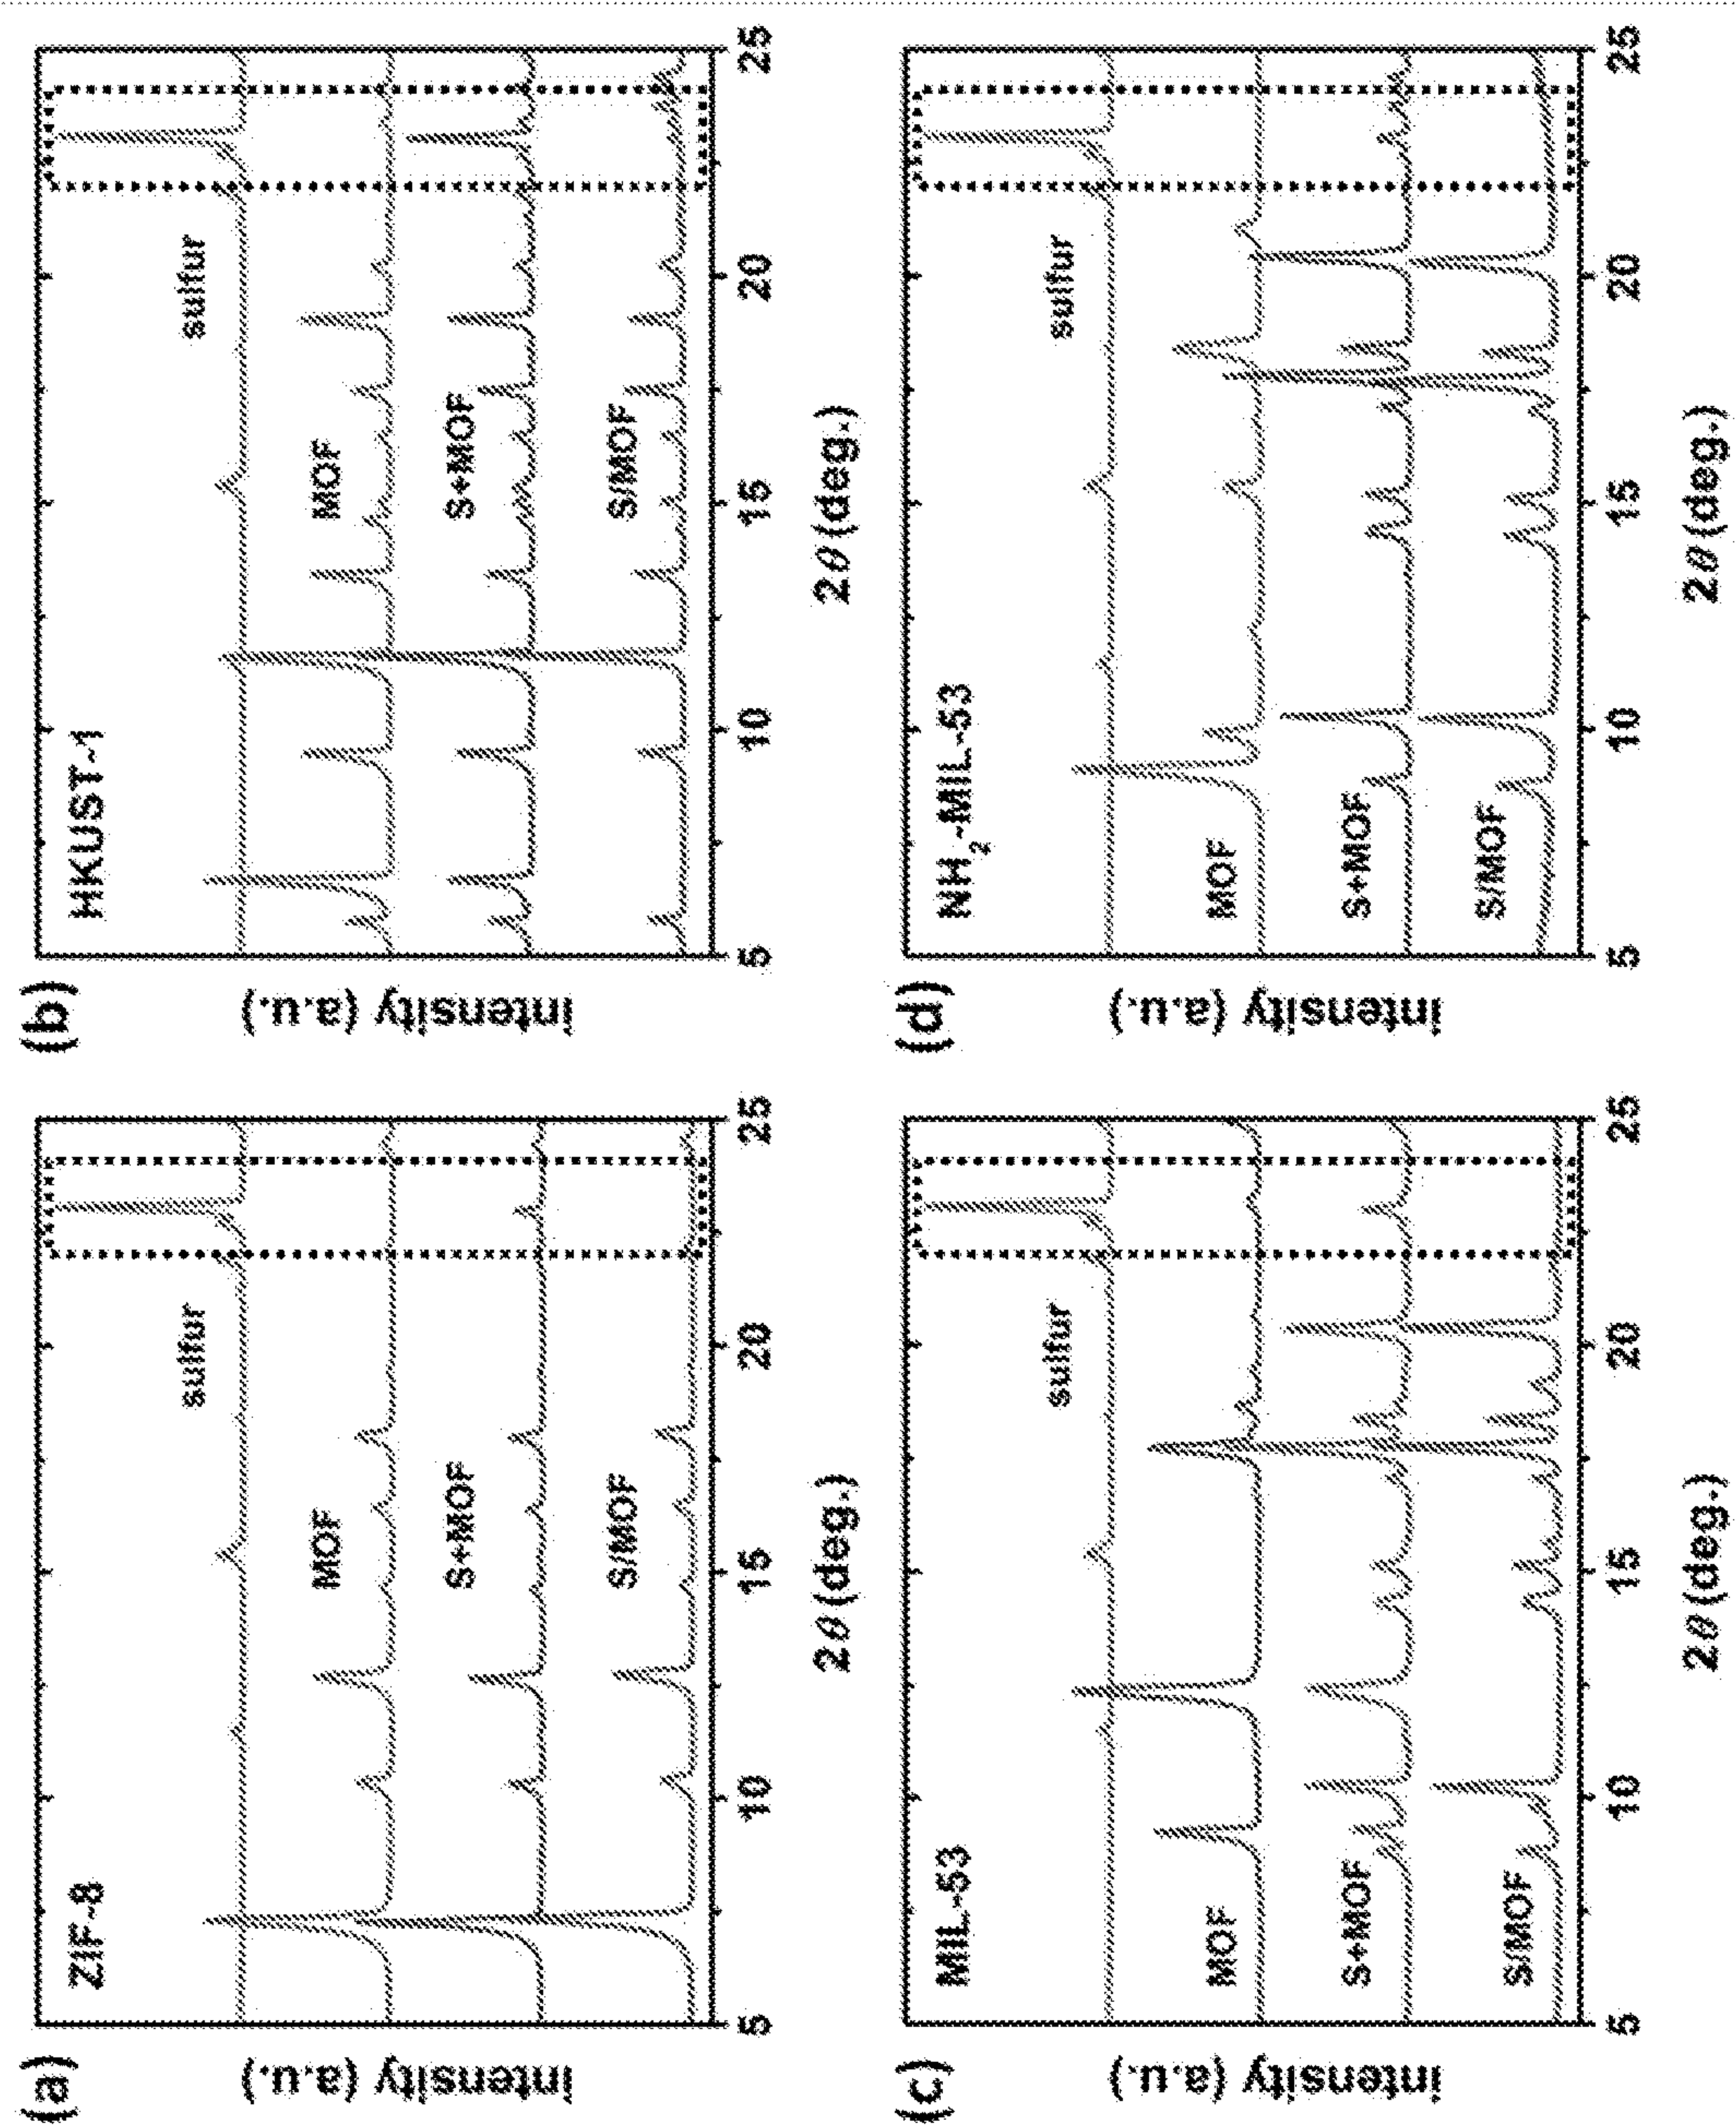 (a)
ZIF-8
sulfur
MOF
S+MOF
S/MOF
intensity (a.u.)
5 10 15 20 25
2θ (deg.)
(b)
HKUST-1
sulfur
MOF
S+MOF
S/MOF
intensity (a.u.)
5 10 15 20 25
2θ (deg.)
(c)
MIL-53
sulfur
MOF
S+MOF
S/MOF
intensity (a.u.)
5 10 15 20 25
2θ (deg.)
(d)
NH₂-MIL-53
sulfur
MOF
S+MOF
S/MOF
intensity (a.u.)
5 10 15 20 25
2θ (deg.)